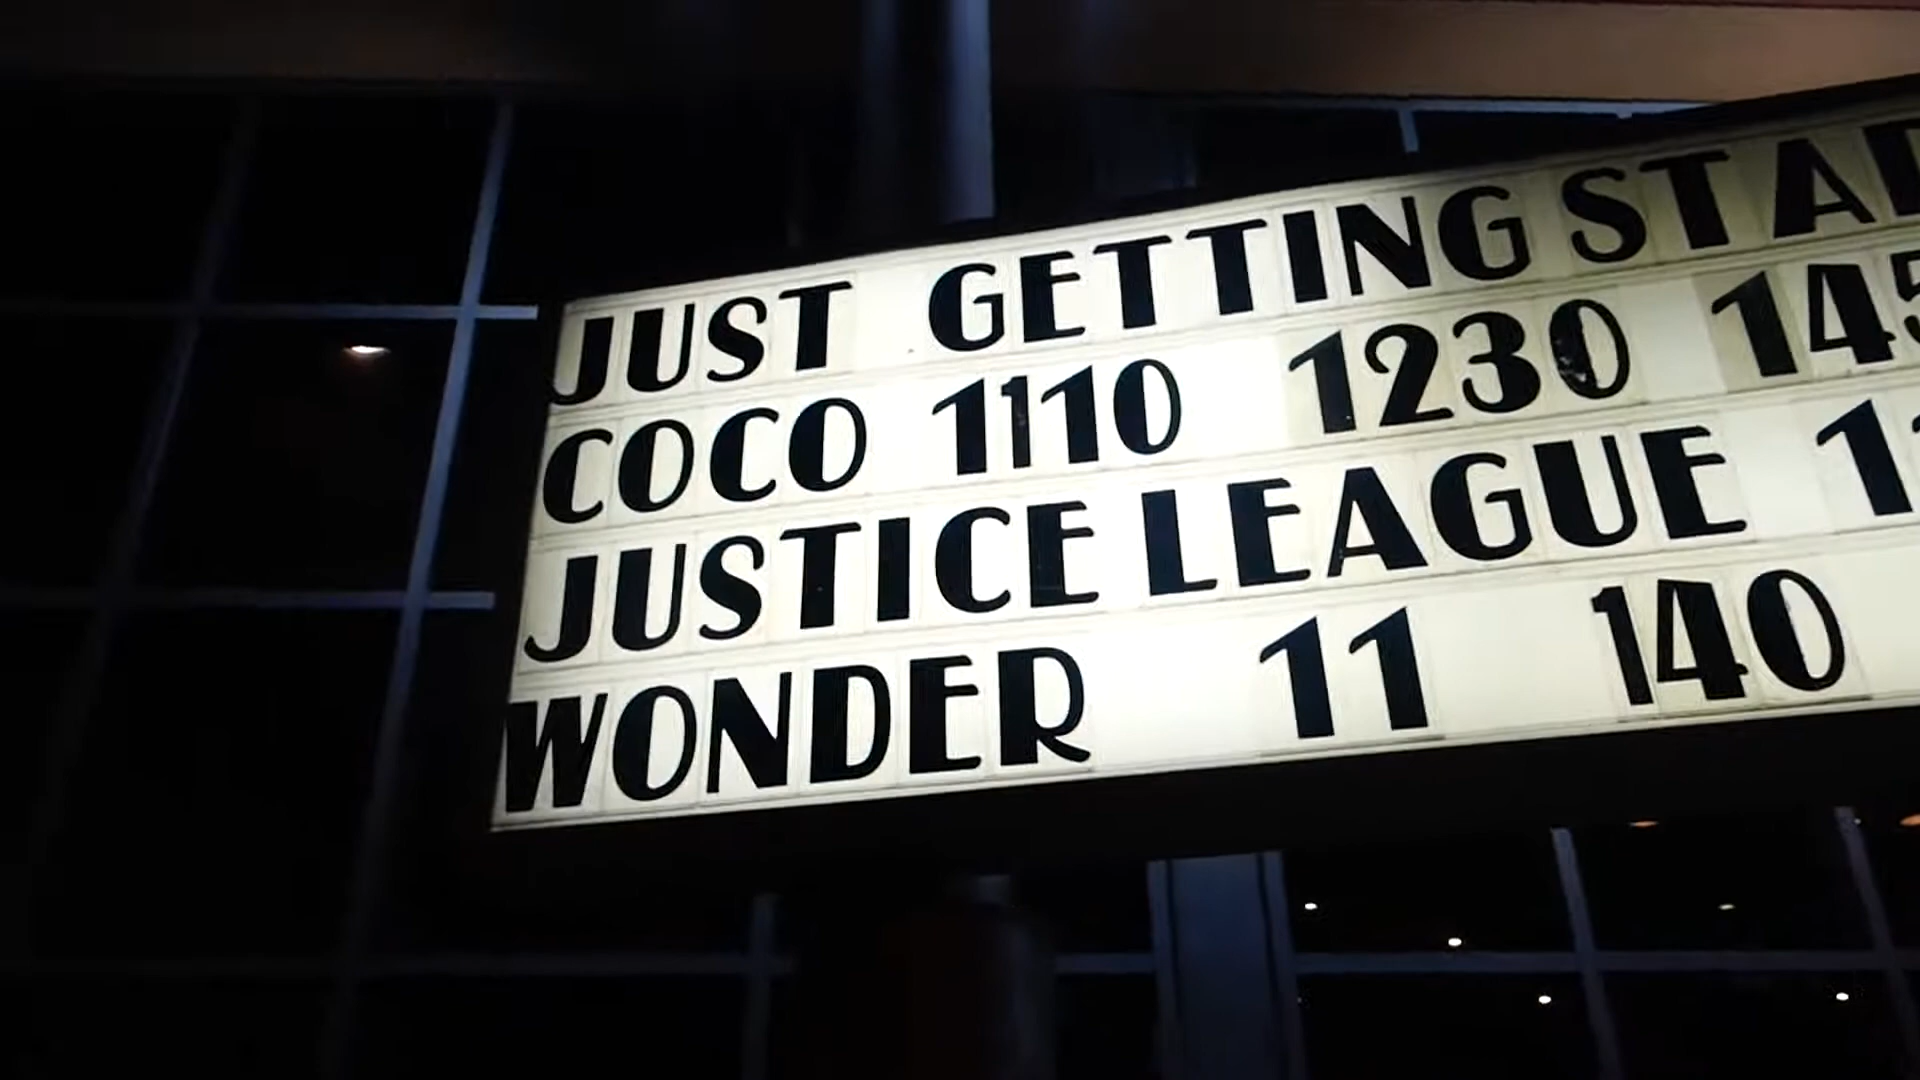 JUST GETTING
COCO 1110 1230
JUSTICE LEAGUE
WONDER 11 140